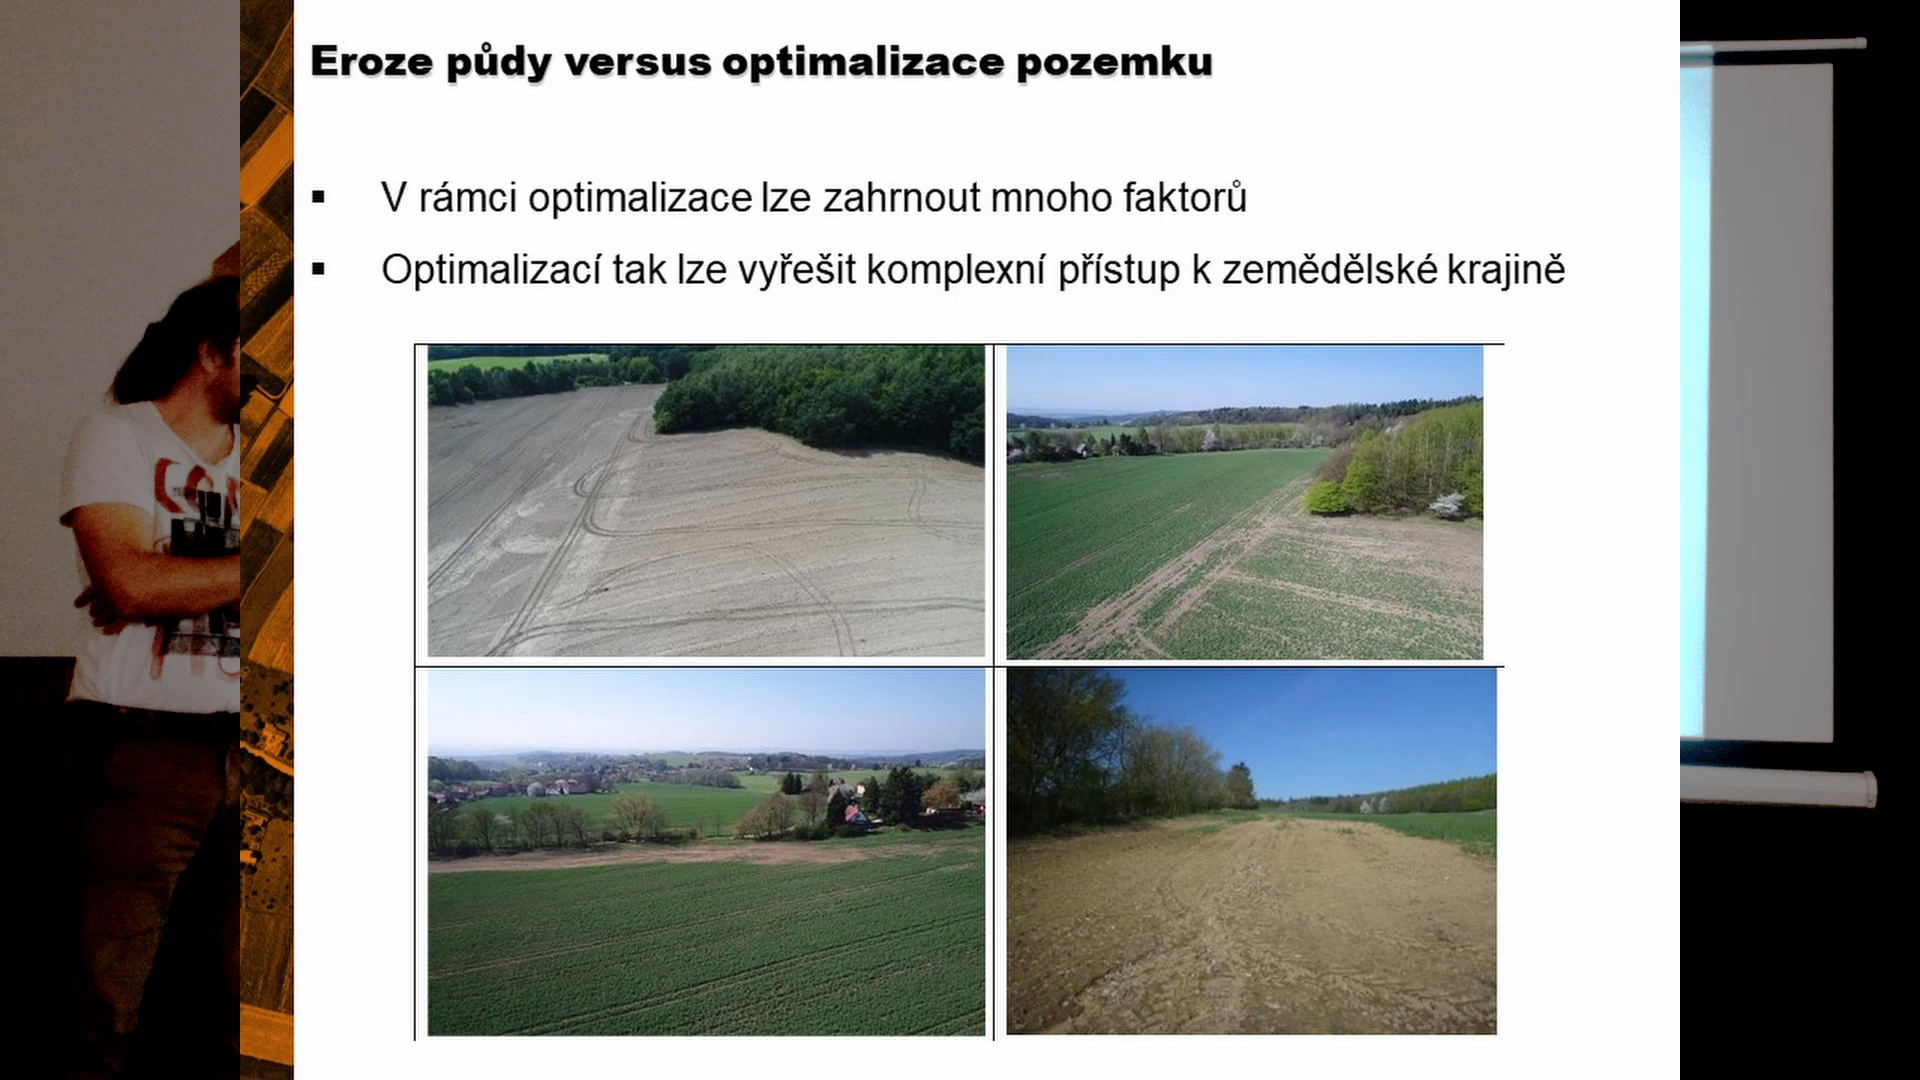 Eroze půdy versus optimalizace pozemku
▪ V rámci optimalizace lze zahrnout mnoho faktorů
▪ Optimalizací tak lze vyřešit komplexní přístup k zemědělské krajině